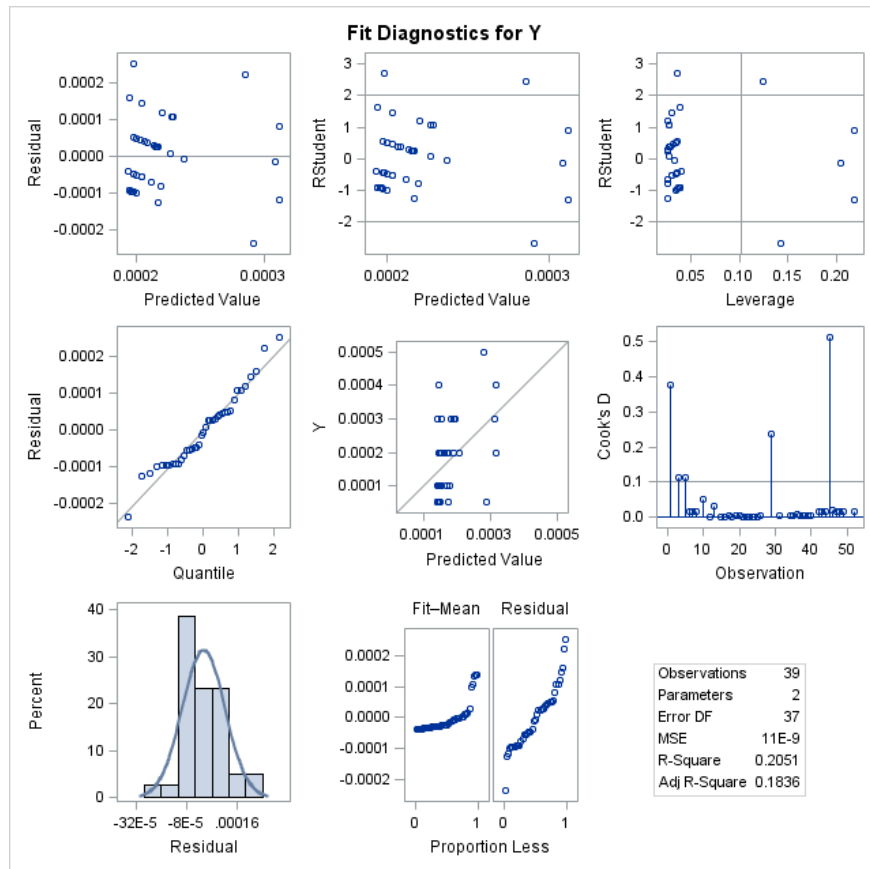 Fit Diagnostics for Y
Residual
0.0002
0.0001
0.0000
-0.0001
-0.0002
0.0002 0.0003
Predicted Value
RStudent
3
2
1
0
-1
-2
0.0002 0.0003
Predicted Value
RStudent
3
2
1
0
-1
-2
0.05 0.10 0.15 0.20
Leverage
Residual
0.0002
0.0001
0.0000
-0.0001
-0.0002
-2 -1 0 1 2
Quantile
Y
0.0005
0.0004
0.0003
0.0002
0.0001
0.0001 0.0003 0.0005
Predicted Value
Cook's D
0.5
0.4
0.3
0.2
0.1
0.0
0 10 20 30 40 50
Observation
Percent
40
30
20
10
0
-32E-5 -8E-5 .00016
Residual
Fit–Mean Residual
0.0002
0.0001
0.0000
-0.0001
-0.0002
0 1 0 1
Proportion Less
Observations 39
Parameters 2
Error DF 37
MSE 11E-9
R-Square 0.2051
Adj R-Square 0.1836